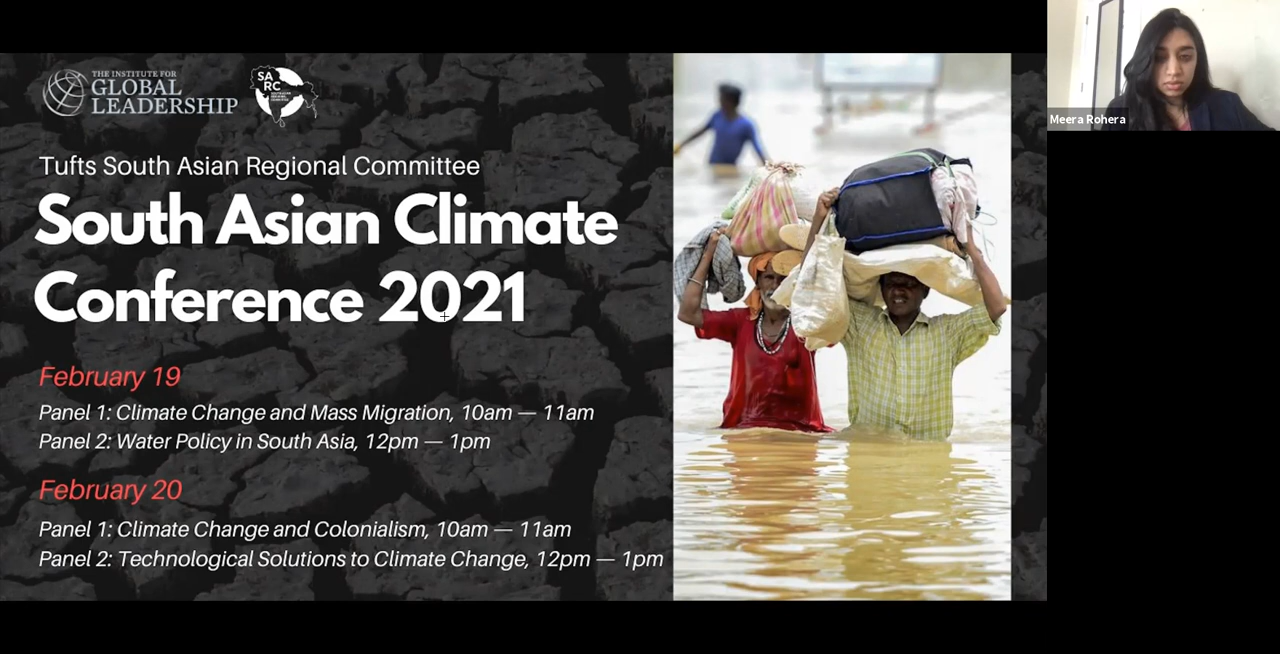 THE INSTITUTE FOR
GLOBAL
LEADERSHIP
SA
RC
Tufts South Asian Regional Committee
South Asian Climate
Conference 2021
February 19
Panel 1: Climate Change and Mass Migration, 10am — 11am
Panel 2: Water Policy in South Asia, 12pm — 1pm
February 20
Panel 1: Climate Change and Colonialism, 10am — 11am
Panel 2: Technological Solutions to Climate Change, 12pm — 1pm
Meera Rohera